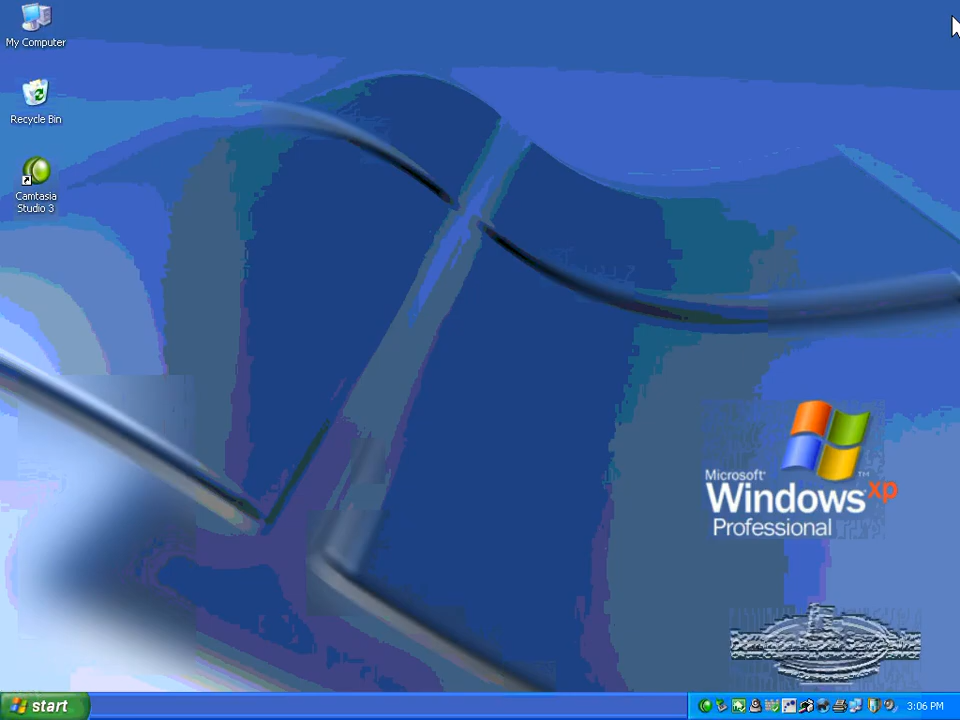 My Computer
Recycle Bin
Camtasia
Studio 3
Microsoft
Windows xp
Professional
start
3:06 PM